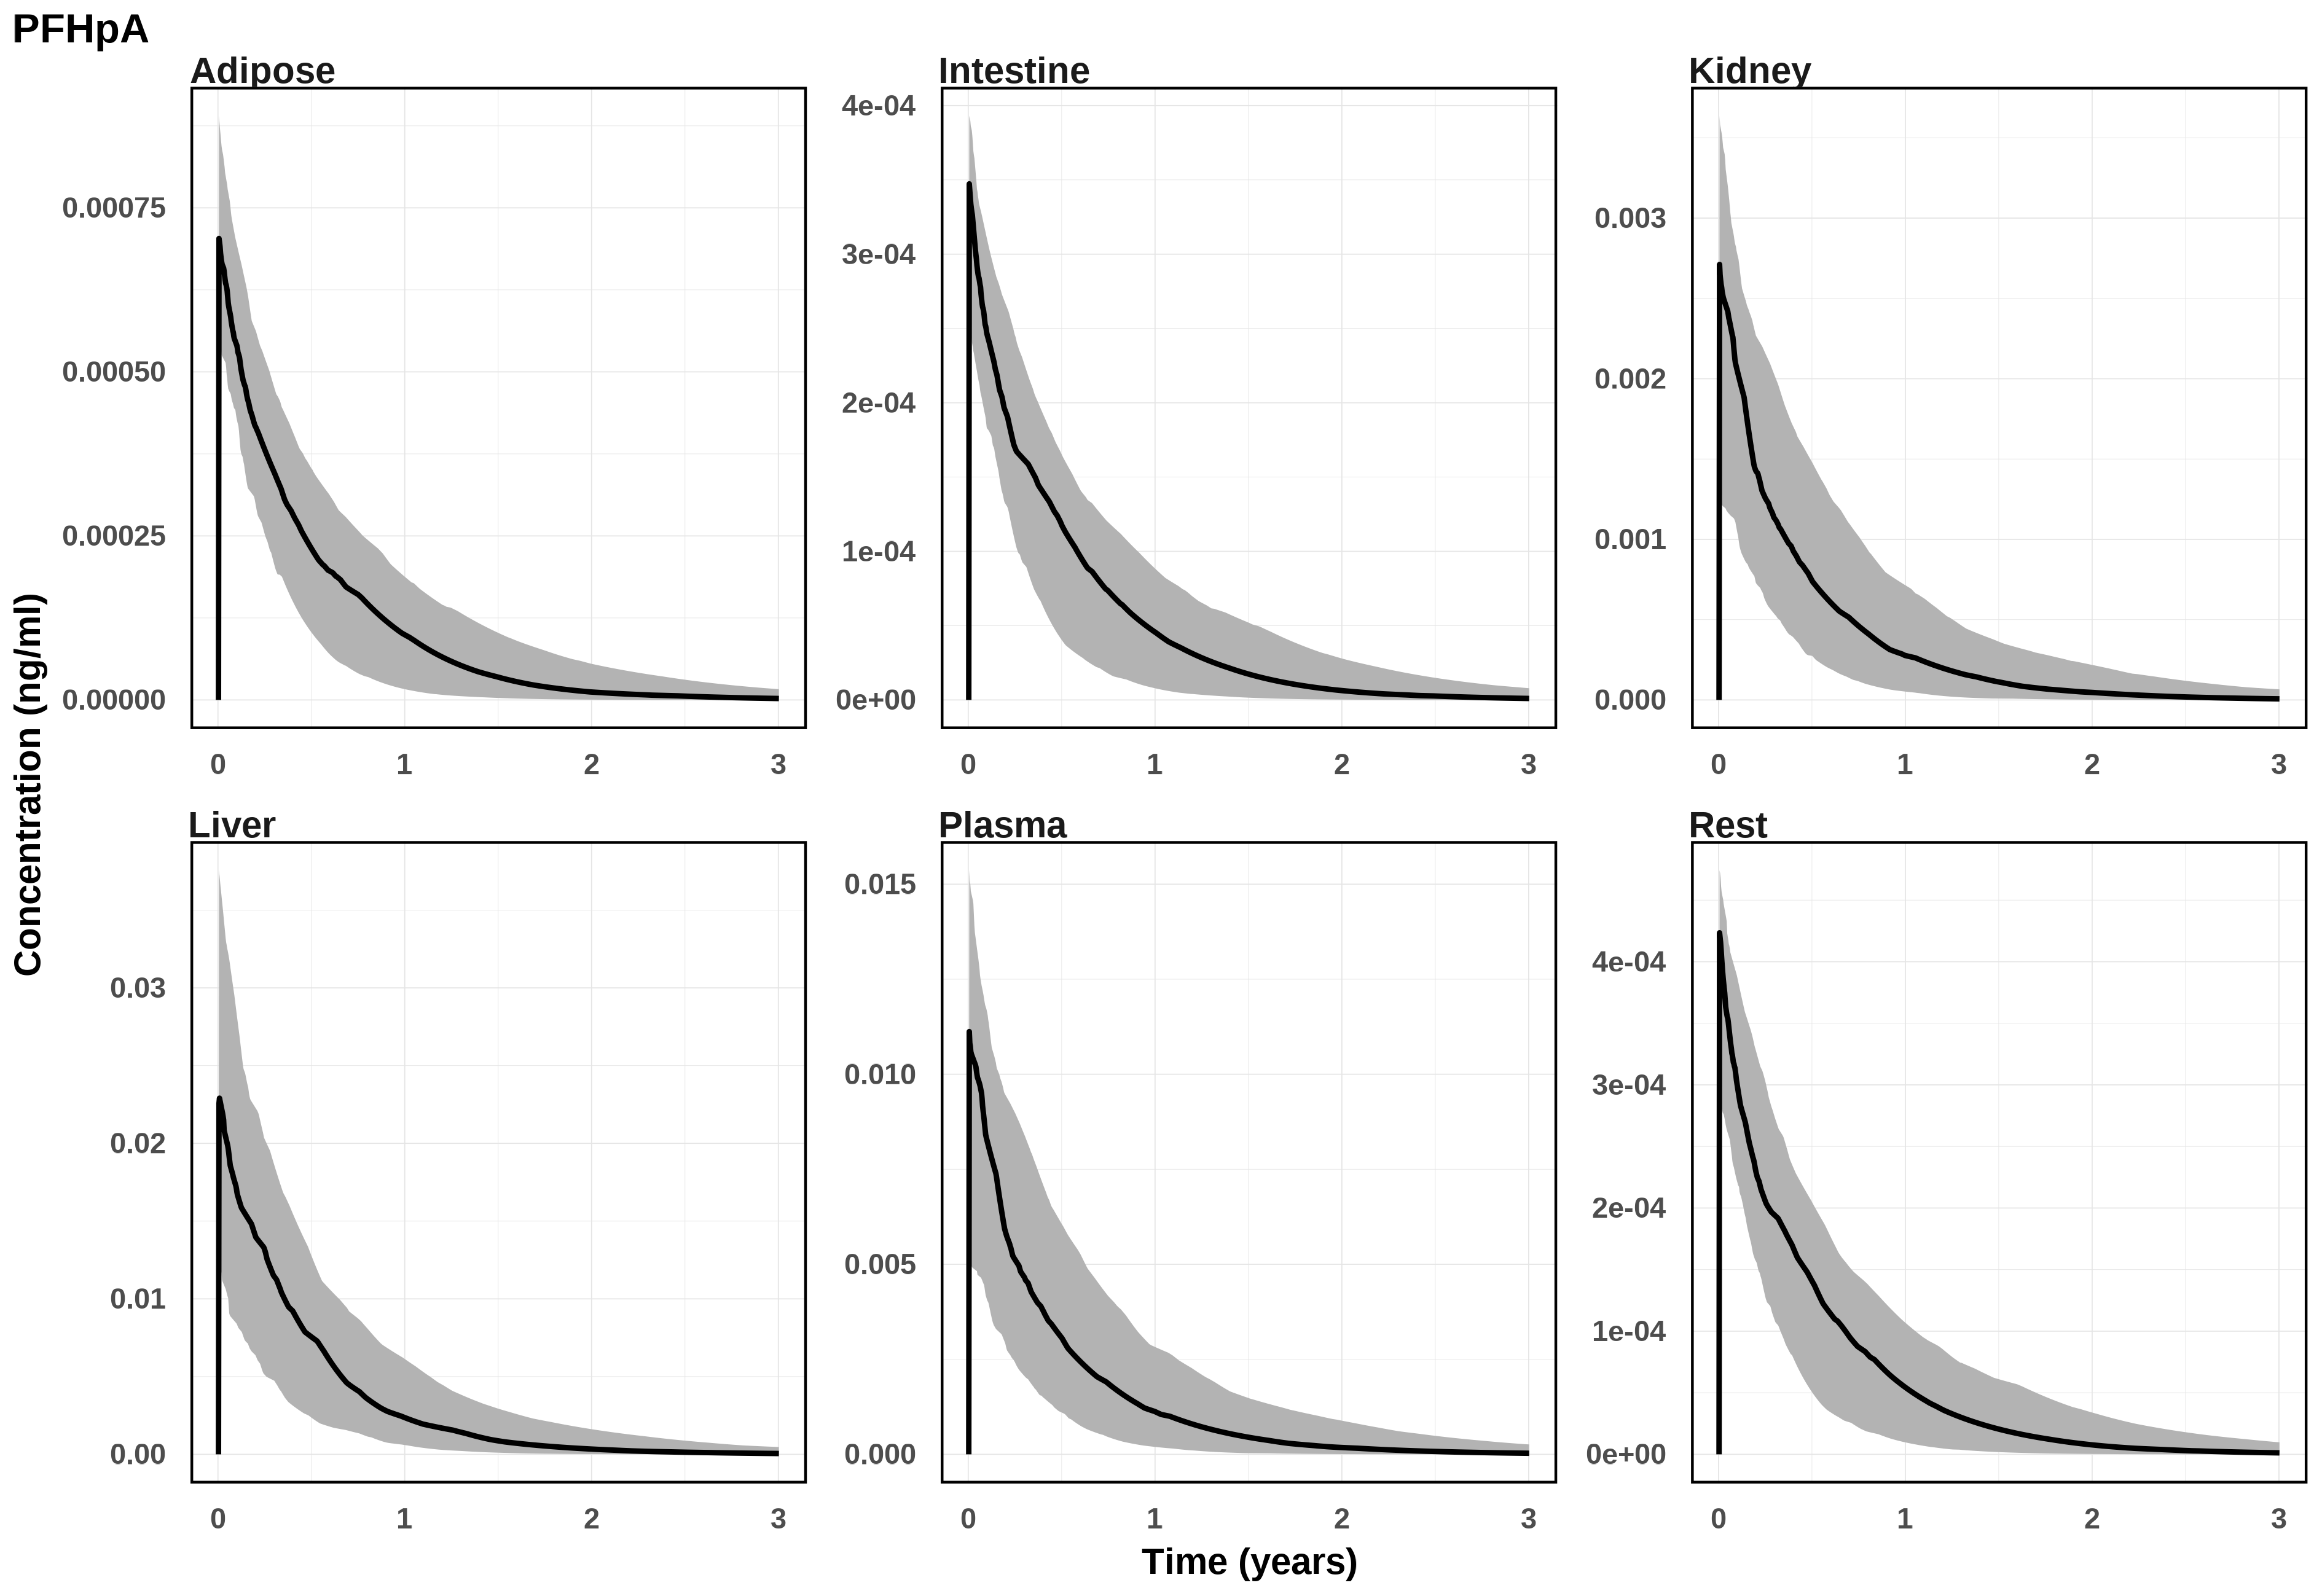 PFHpA
Adipose
Intestine
Kidney
0.00075
0.00050
0.00025
0.00000
0 1 2 3
4e-04
3e-04
2e-04
1e-04
0e+00
0 1 2 3
0.003
0.002
0.001
0.000
0 1 2 3
Concentration (ng/ml)
Liver
Plasma
Rest
0.03
0.02
0.01
0.00
0 1 2 3
0.015
0.010
0.005
0.000
0 1 2 3
4e-04
3e-04
2e-04
1e-04
0e+00
0 1 2 3
Time (years)